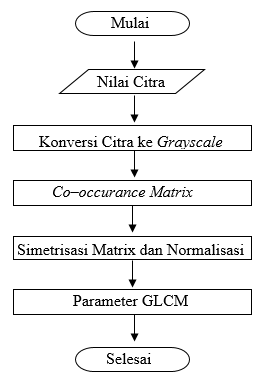 Mulai
Nilai Citra
Konversi Citra ke Grayscale
Co–occurance Matrix
Simetrisasi Matrix dan Normalisasi
Parameter GLCM
Selesai